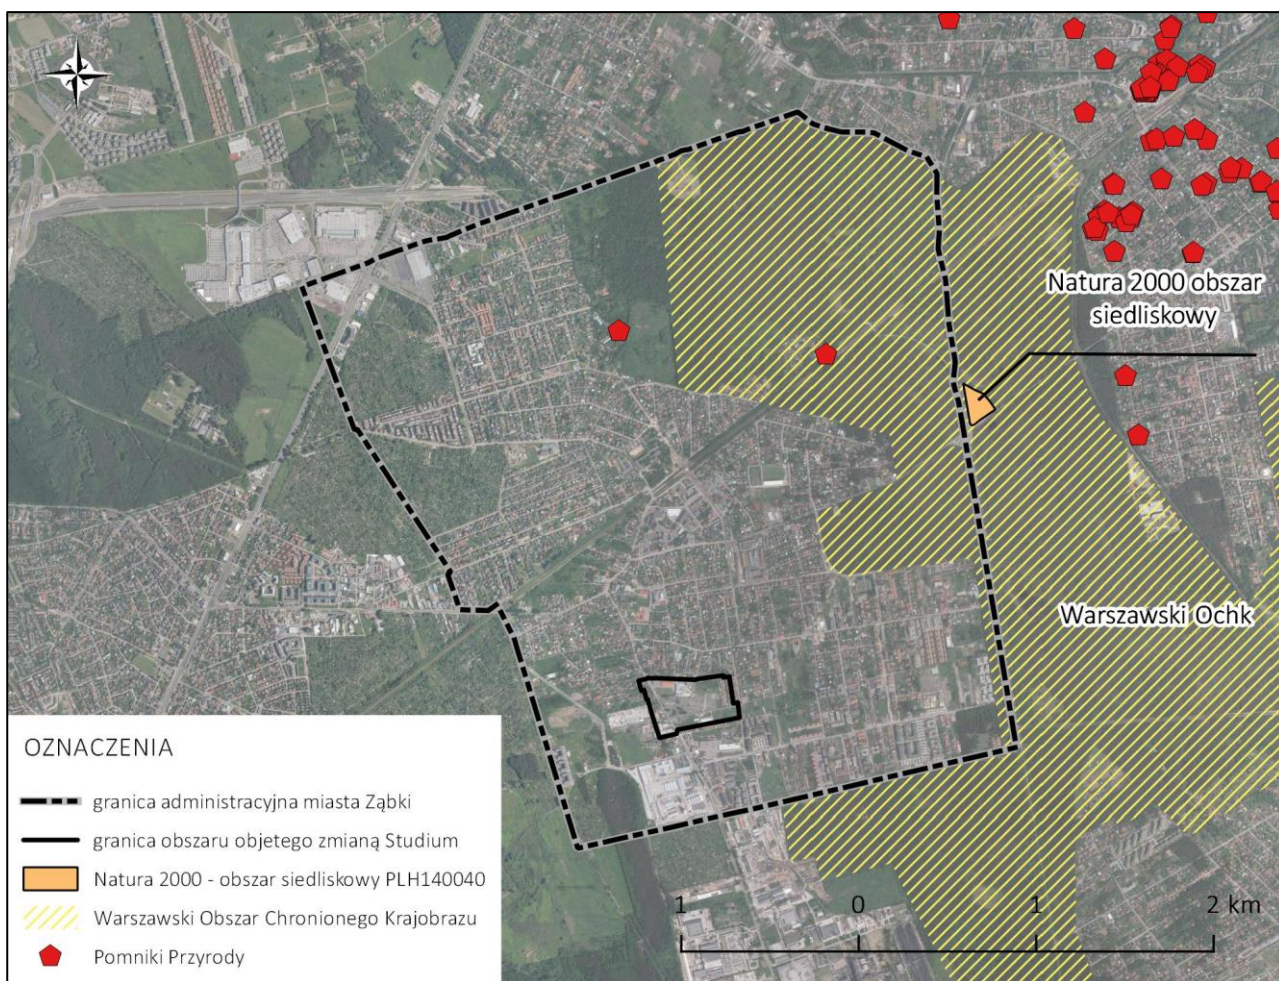 Natura 2000 obszar
siedliskowy
Warszawski Ochk
OZNACZENIA
granica administracyjna miasta Ząbki
granica obszaru objetego zmianą Studium
Natura 2000 - obszar siedliskowy PLH140040
Warszawski Obszar Chronionego Krajobrazu
Pomniki Przyrody
1 0 1 2 km